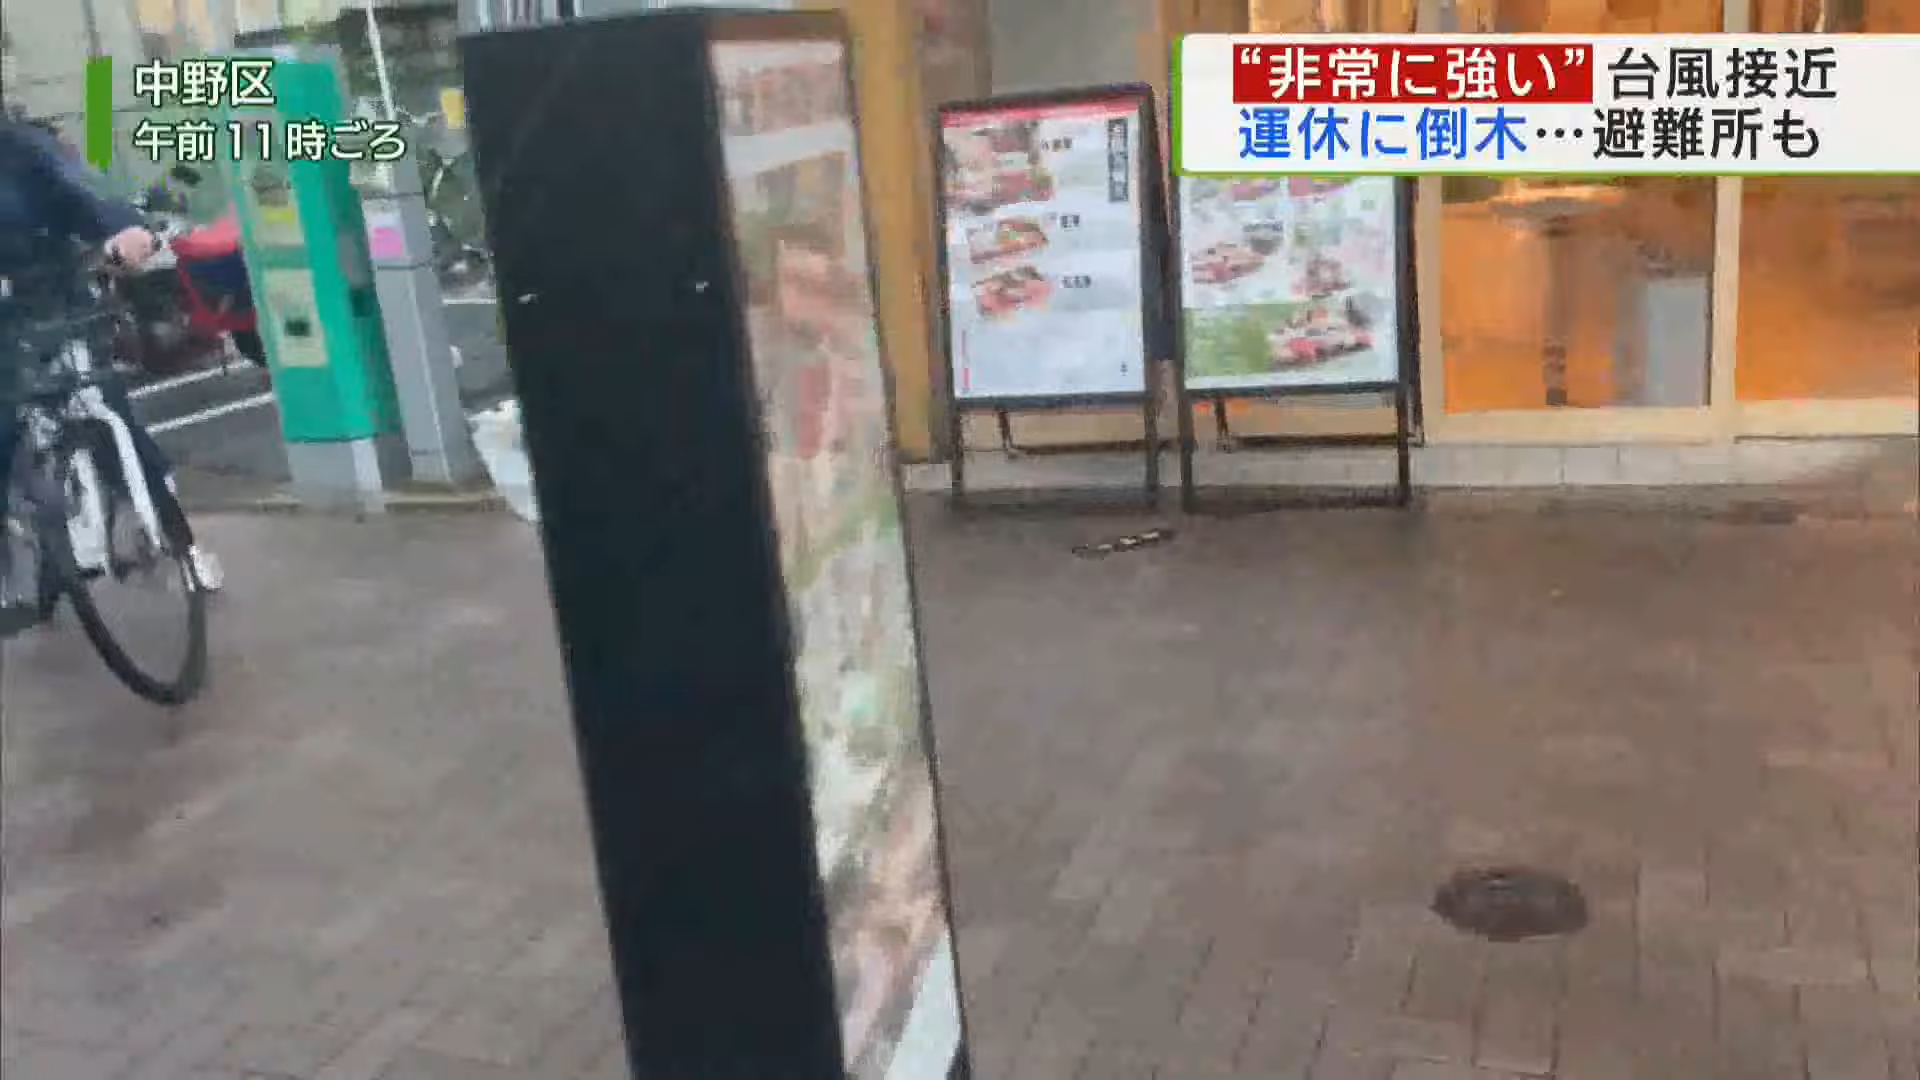 中野区
午前11時ごろ
“非常に強い”台風接近
運休に倒木…避難所も